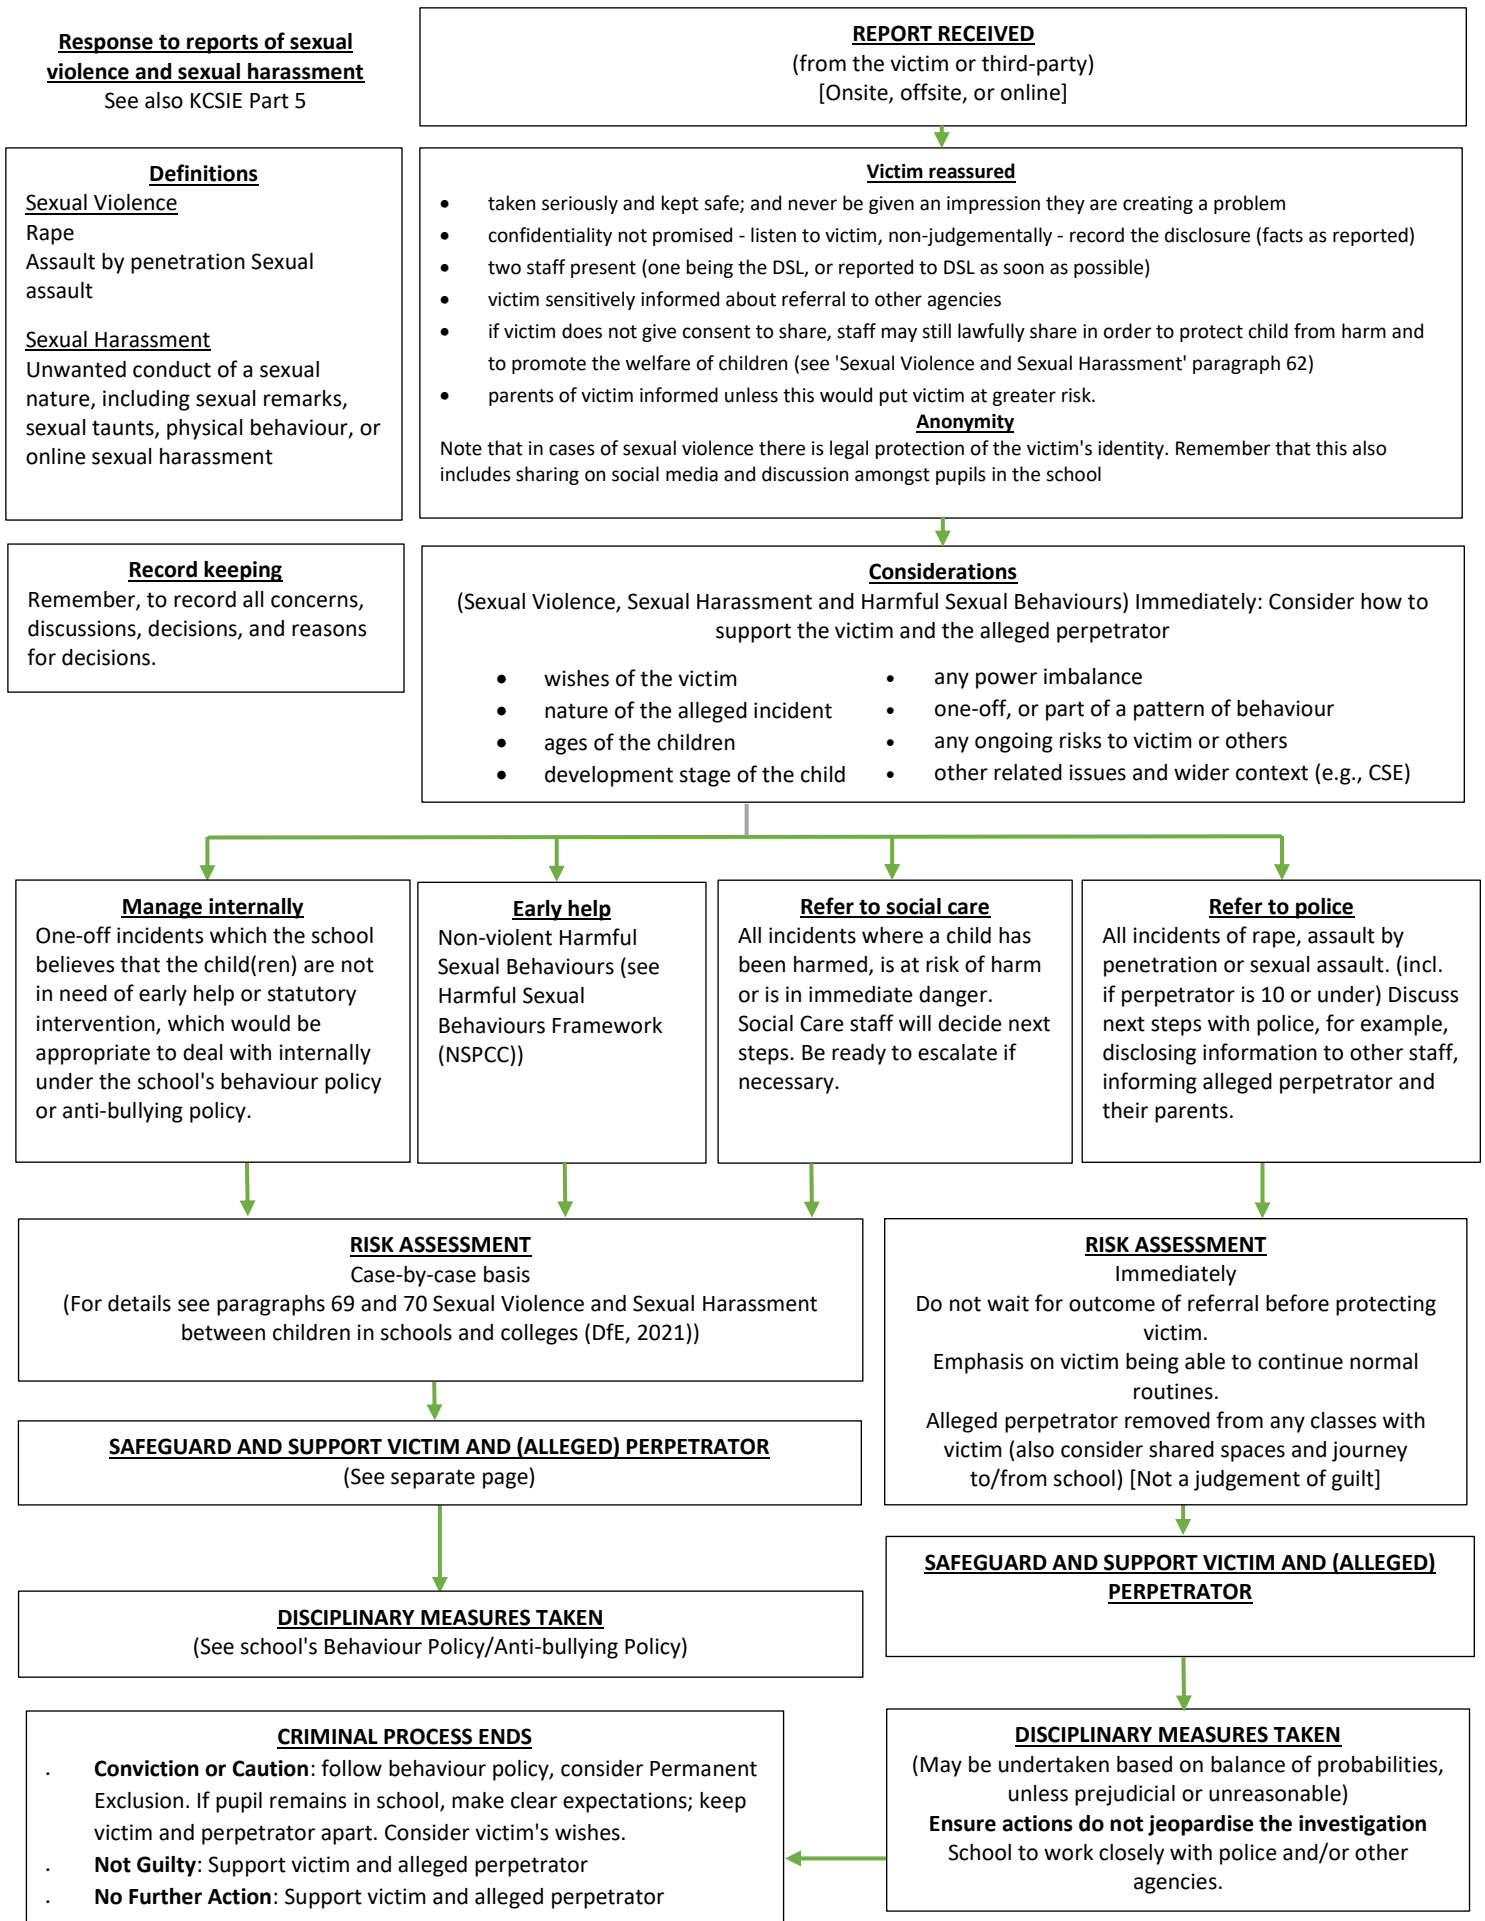 Response to reports of sexual
violence and sexual harassment
See also KCSIE Part 5
REPORT RECEIVED
(from the victim or third-party)
[Onsite, offsite, or online]
Definitions
Sexual Violence
Rape
Assault by penetration Sexual
assault
Sexual Harassment
Unwanted conduct of a sexual
nature, including sexual remarks,
sexual taunts, physical behaviour, or
online sexual harassment
Victim reassured
• taken seriously and kept safe; and never be given an impression they are creating a problem
• confidentiality not promised - listen to victim, non-judgementally - record the disclosure (facts as reported)
• two staff present (one being the DSL, or reported to DSL as soon as possible)
• victim sensitively informed about referral to other agencies
• if victim does not give consent to share, staff may still lawfully share in order to protect child from harm and
to promote the welfare of children (see 'Sexual Violence and Sexual Harassment' paragraph 62)
• parents of victim informed unless this would put victim at greater risk.
Anonymity
Note that in cases of sexual violence there is legal protection of the victim's identity. Remember that this also
includes sharing on social media and discussion amongst pupils in the school
Record keeping
Remember, to record all concerns,
discussions, decisions, and reasons
for decisions.
Considerations
(Sexual Violence, Sexual Harassment and Harmful Sexual Behaviours) Immediately: Consider how to
support the victim and the alleged perpetrator
• wishes of the victim
• nature of the alleged incident
• ages of the children
• development stage of the child
• any power imbalance
• one-off, or part of a pattern of behaviour
• any ongoing risks to victim or others
• other related issues and wider context (e.g., CSE)
Manage internally
One-off incidents which the school
believes that the child(ren) are not
in need of early help or statutory
intervention, which would be
appropriate to deal with internally
under the school's behaviour policy
or anti-bullying policy.
Early help
Non-violent Harmful
Sexual Behaviours (see
Harmful Sexual
Behaviours Framework
(NSPCC))
Refer to social care
All incidents where a child has
been harmed, is at risk of harm
or is in immediate danger.
Social Care staff will decide next
steps. Be ready to escalate if
necessary.
Refer to police
All incidents of rape, assault by
penetration or sexual assault. (incl.
if perpetrator is 10 or under) Discuss
next steps with police, for example,
disclosing information to other staff,
informing alleged perpetrator and
their parents.
RISK ASSESSMENT
Case-by-case basis
(For details see paragraphs 69 and 70 Sexual Violence and Sexual Harassment
between children in schools and colleges (DfE, 2021))
RISK ASSESSMENT
Immediately
Do not wait for outcome of referral before protecting
victim.
Emphasis on victim being able to continue normal
routines.
Alleged perpetrator removed from any classes with
victim (also consider shared spaces and journey
to/from school) [Not a judgement of guilt]
SAFEGUARD AND SUPPORT VICTIM AND (ALLEGED) PERPETRATOR
(See separate page)
SAFEGUARD AND SUPPORT VICTIM AND (ALLEGED)
PERPETRATOR
DISCIPLINARY MEASURES TAKEN
(See school's Behaviour Policy/Anti-bullying Policy)
DISCIPLINARY MEASURES TAKEN
(May be undertaken based on balance of probabilities,
unless prejudicial or unreasonable)
Ensure actions do not jeopardise the investigation
School to work closely with police and/or other
agencies.
CRIMINAL PROCESS ENDS
. Conviction or Caution: follow behaviour policy, consider Permanent
Exclusion. If pupil remains in school, make clear expectations; keep
victim and perpetrator apart. Consider victim's wishes.
. Not Guilty: Support victim and alleged perpetrator
. No Further Action: Support victim and alleged perpetrator